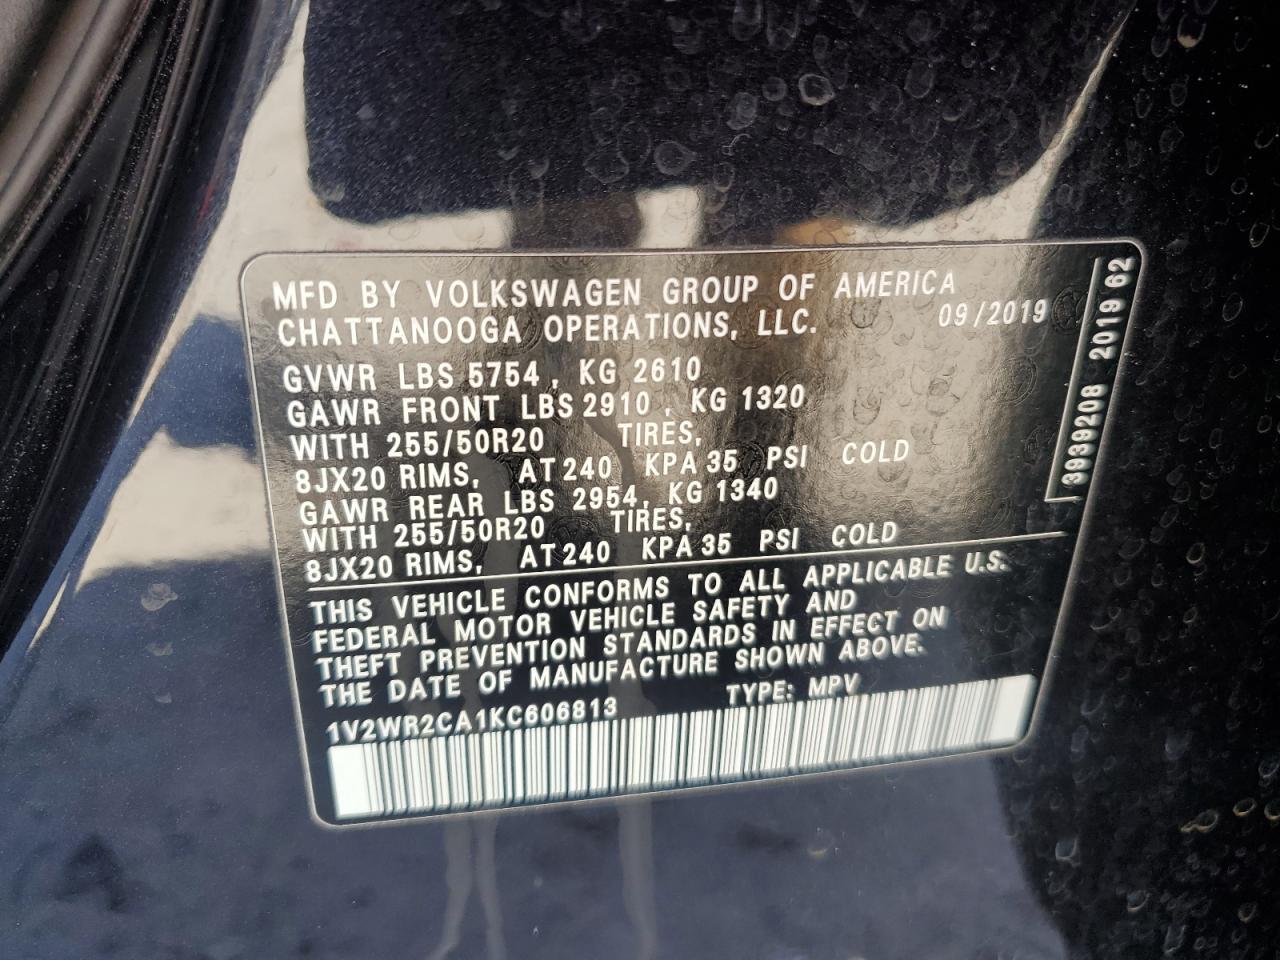 MFD BY VOLKSWAGEN GROUP OF AMERICA
CHATTANOOGA OPERATIONS, LLC. 09/2019
GVWR LBS 5754, KG 2610
GAWR FRONT LBS 2910, KG 1320
WITH 255/50R20 TIRES,
8JX20 RIMS, AT 240 KPA 35 PSI COLD
GAWR REAR LBS 2954, KG 1340
WITH 255/50R20 TIRES,
8JX20 RIMS, AT 240 KPA 35 PSI COLD
THIS VEHICLE CONFORMS TO ALL APPLICABLE U.S.
FEDERAL MOTOR VEHICLE SAFETY AND
THEFT PREVENTION STANDARDS IN EFFECT ON
THE DATE OF MANUFACTURE SHOWN ABOVE.
1V2WR2CA1KC606813 TYPE: MPV
3939208 2019 62